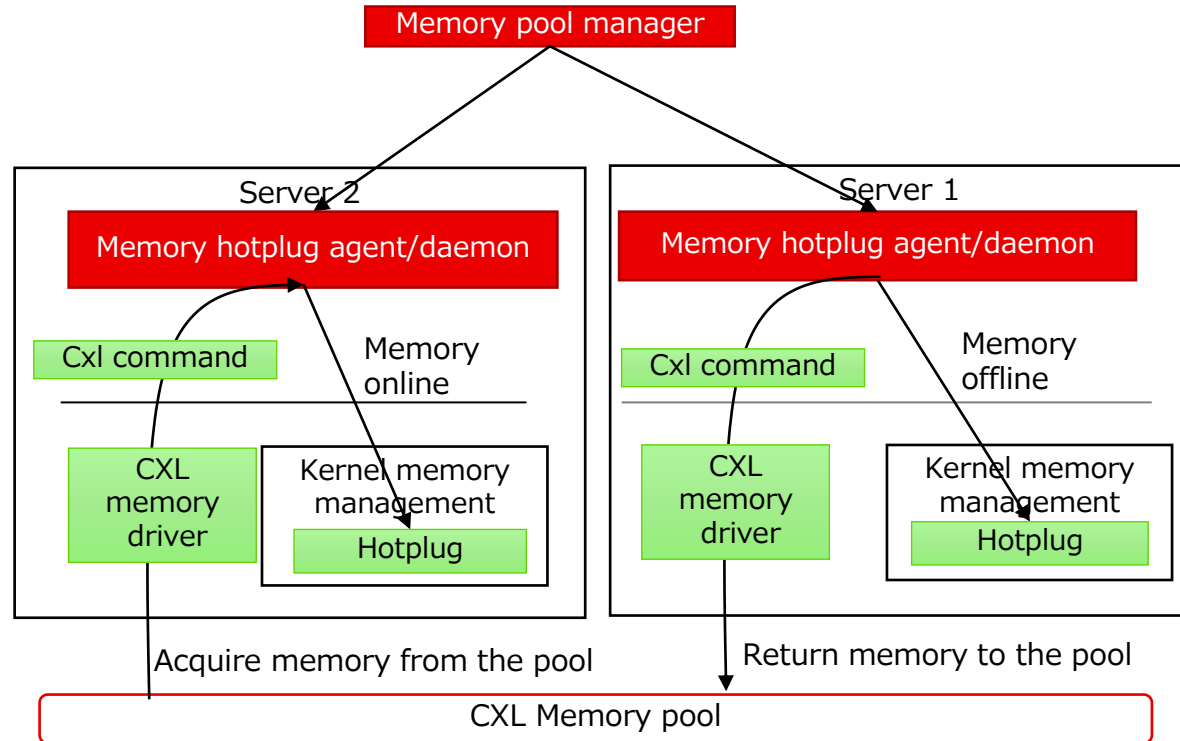 Memory pool manager
Server 2
Memory hotplug agent/daemon
Cxl command
Memory
online
CXL
memory
driver
Kernel memory
management
Hotplug
Acquire memory from the pool
Server 1
Memory hotplug agent/daemon
Cxl command
Memory
offline
CXL
memory
driver
Kernel memory
management
Hotplug
Return memory to the pool
CXL Memory pool